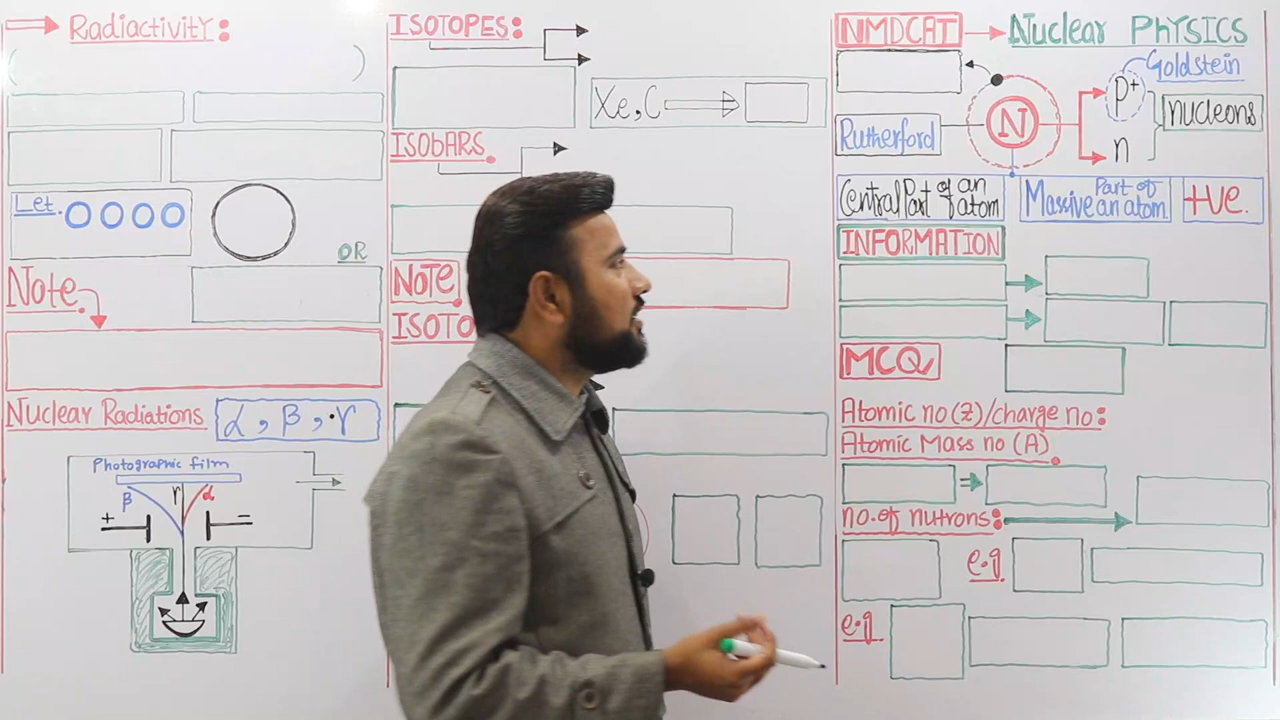 Radiactivity:
( )
Let.
OR
Note.
Nuclear Radiations
α, β, γ
Photographic film
β γ α
+ -
ISOTOPES:
Xe, C
ISObARS.
NOTE.
ISOTO
NMDCAT
Nuclear PhYSICS
Goldstein
P+
N
nucleons
Rutherford
n
Central Part of an atom
Massive Part of an atom
+ve.
INFORMATION
MCQ
Atomic no (Z)/charge no:
Atomic Mass no (A).
no. of nutrons:
e.g
e.g